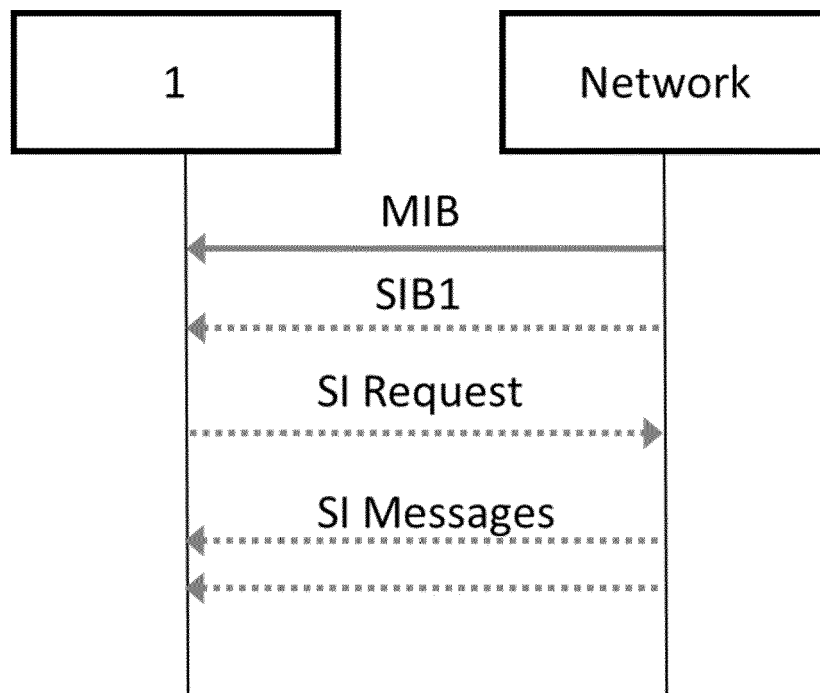 1
Network
MIB
SIB1
SI Request
SI Messages